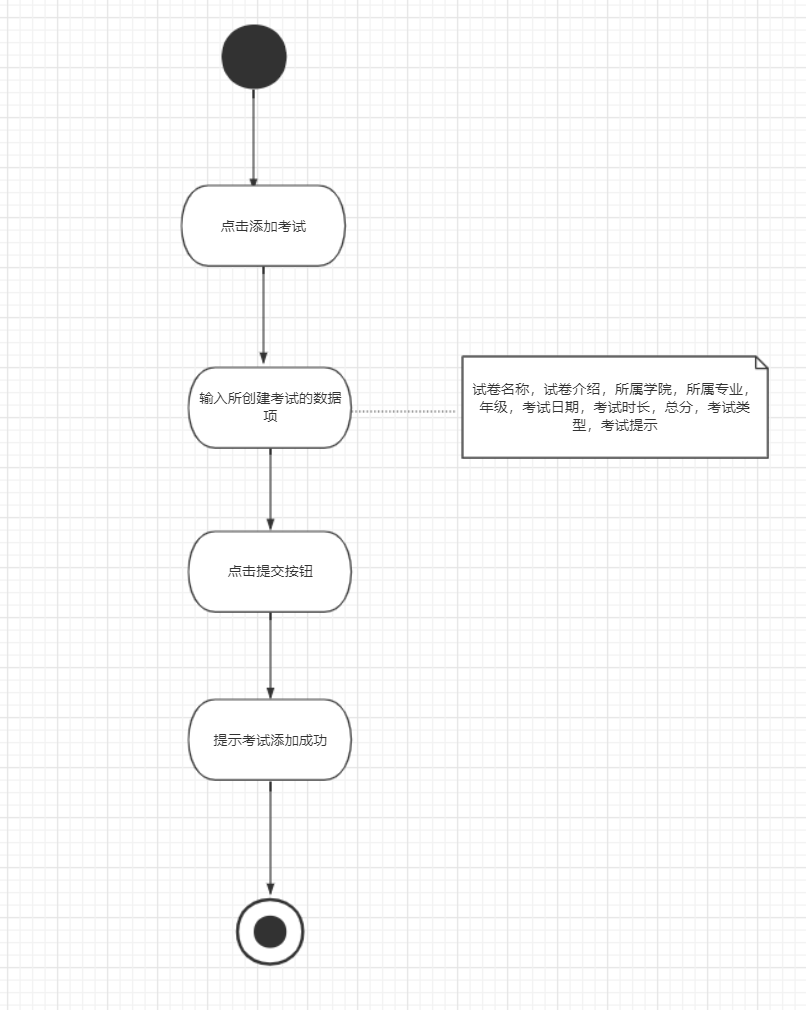 点击添加考试
输入所创建考试的数据
项
试卷名称，试卷介绍，所属学院，所属专业，
年级，考试日期，考试时长，总分，考试类
型，考试提示
点击提交按钮
提示考试添加成功